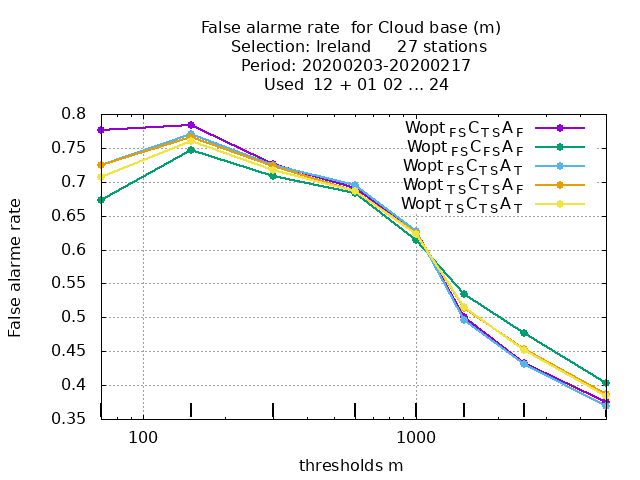 False alarme rate  for Cloud base (m)
Selection: Ireland     27 stations
Period: 20200203-20200217
Used  12 + 01 02 ... 24
0.8
0.75
0.7
0.65
0.6
0.55
0.5
0.45
0.4
0.35
100
1000
False alarme rate
thresholds m
Wopt FS C TS A F
Wopt FS C FS A F
Wopt FS C TS A T
Wopt TS C TS A F
Wopt TS C TS A T